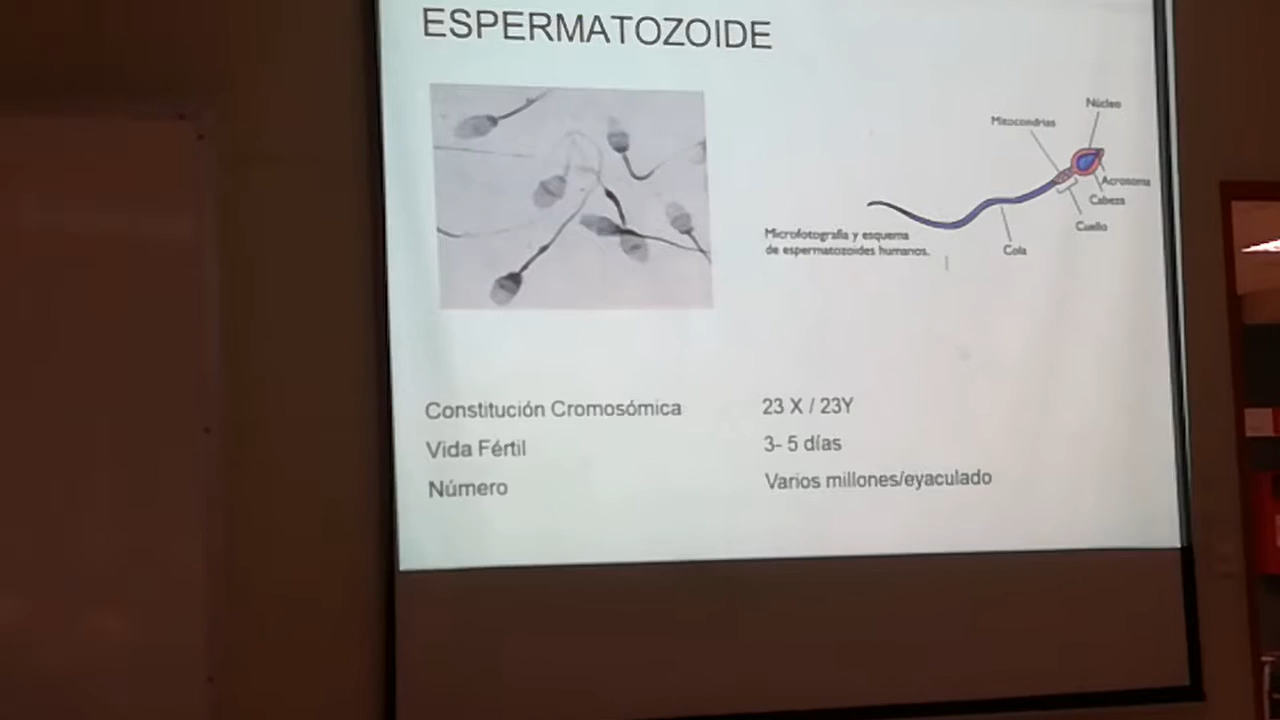 ESPERMATOZOIDE
Núcleo
Mitocondrias
Acrosoma
Cabeza
Cuello
Cola
Microfotografía y esquema
de espermatozoides humanos.
Constitución Cromosómica 23 X / 23Y
Vida Fértil 3- 5 días
Número Varios millones/eyaculado